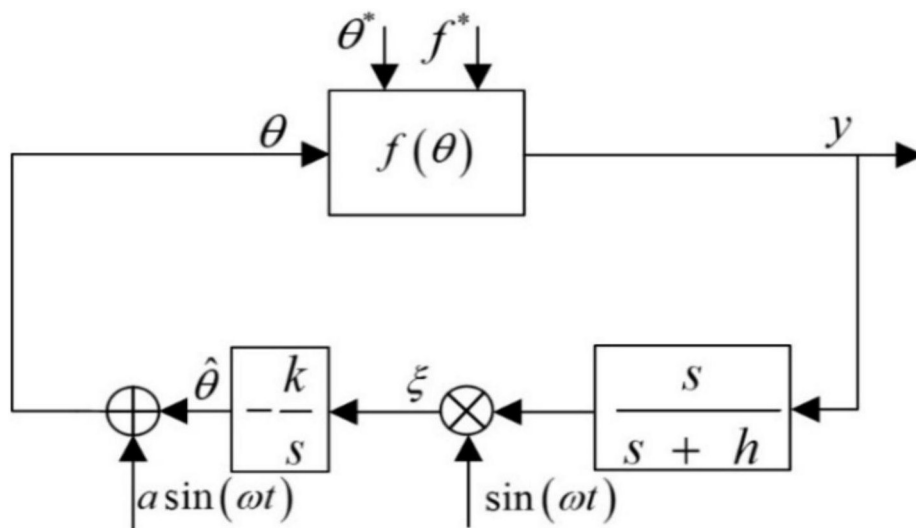 θ* f*
θ f(θ) y
θ̂ -k/s ξ s/(s + h)
a sin(ωt) sin(ωt)